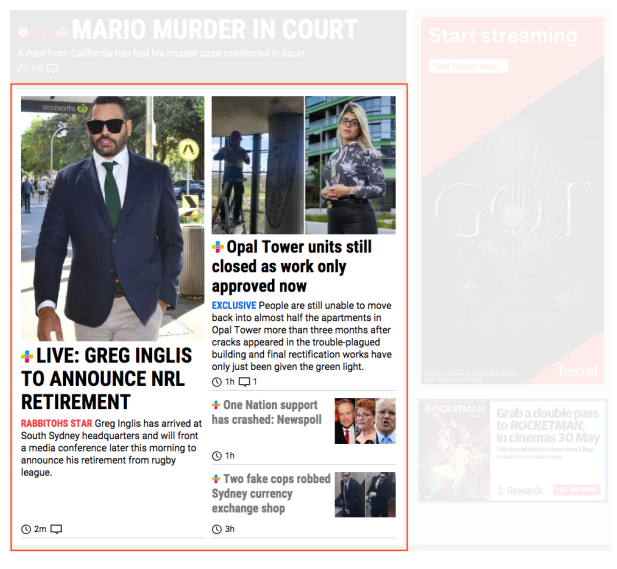 LIVE + MARIO MURDER IN COURT
A man from California has had his murder case mentioned in court
1m
Start streaming
Get Foxtel Now
Woolworths
GOT
foxtel
LIVE: GREG INGLIS
TO ANNOUNCE NRL
RETIREMENT
RABBITOHS STAR Greg Inglis has arrived at
South Sydney headquarters and will front
a media conference later this morning to
announce his retirement from rugby
league.
2m
Opal Tower units still
closed as work only
approved now
EXCLUSIVE People are still unable to move
back into almost half the apartments in
Opal Tower more than three months after
cracks appeared in the trouble-plagued
building and final rectification works have
only just been given the green light.
1h 1
One Nation support
has crashed: Newspoll
1h
Two fake cops robbed
Sydney currency
exchange shop
3h
ROCKETMAN
Grab a double pass
to ROCKETMAN,
In cinemas 30 May
+ Rewards